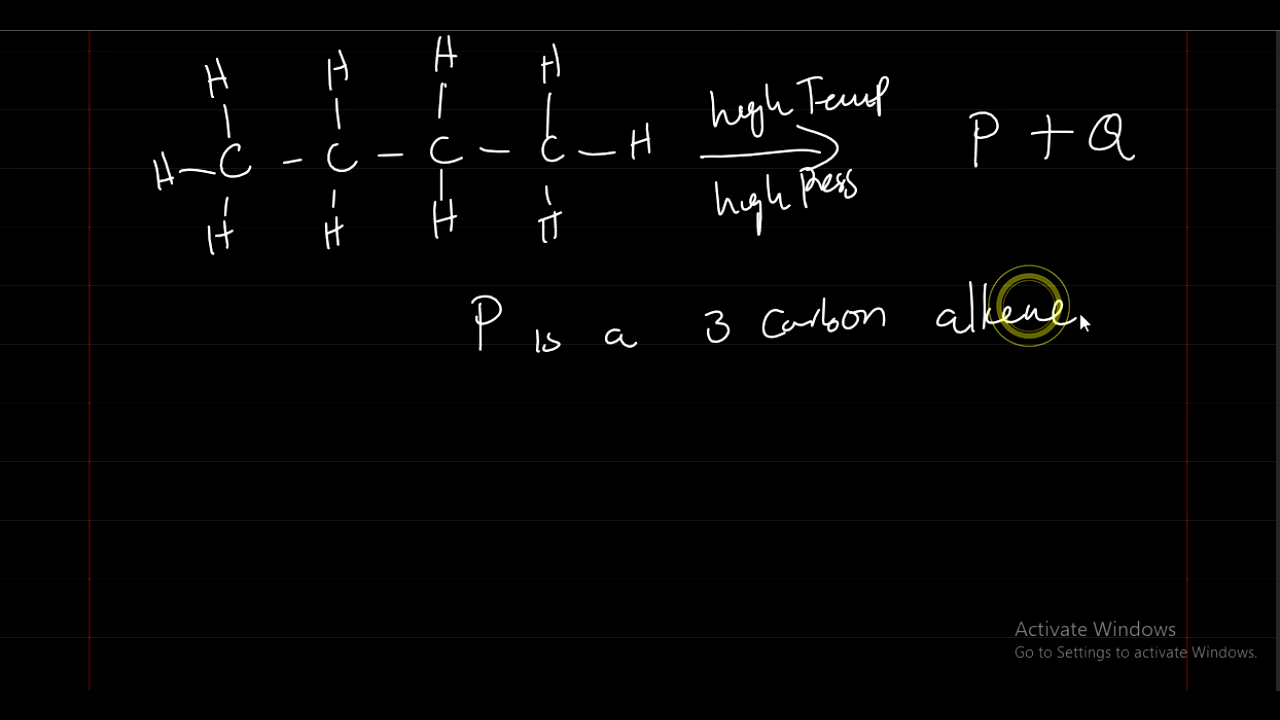 H H H H
H - C - C - C - C - H
H H H H
high Temp
high Press
P + Q
P is a 3 carbon alkene.
Activate Windows
Go to Settings to activate Windows.